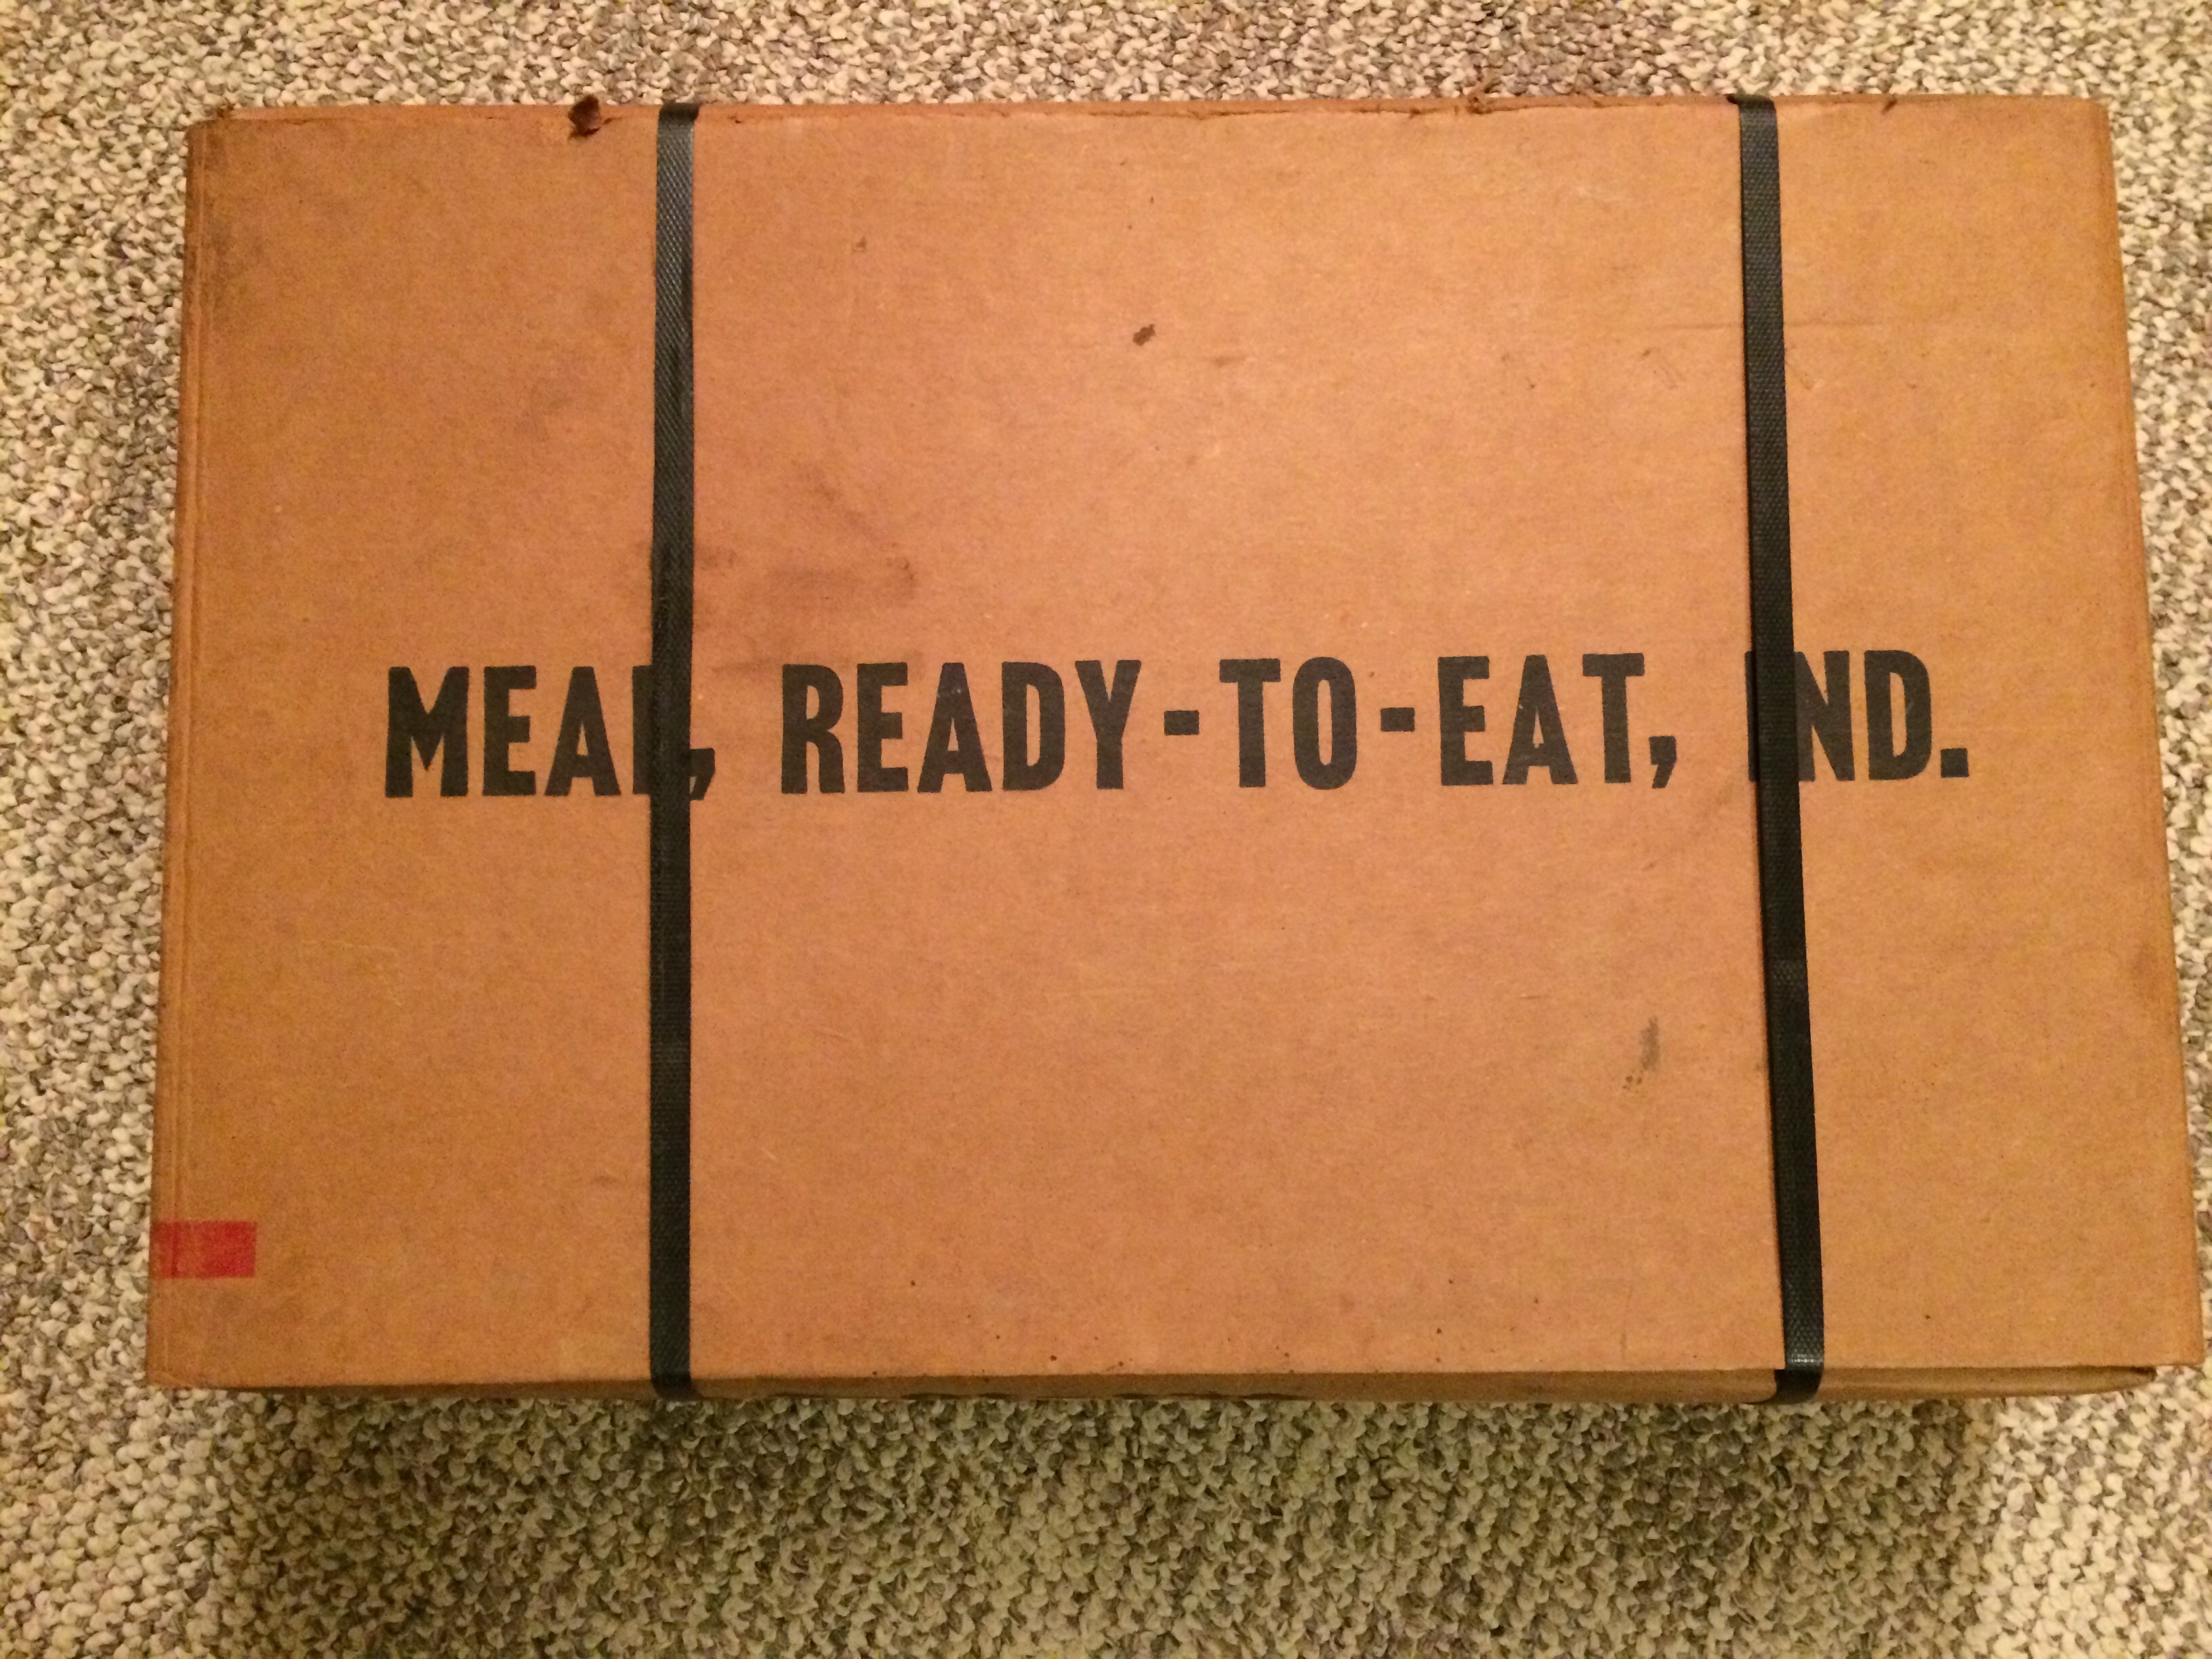 MEAL, READY-TO-EAT, IND.